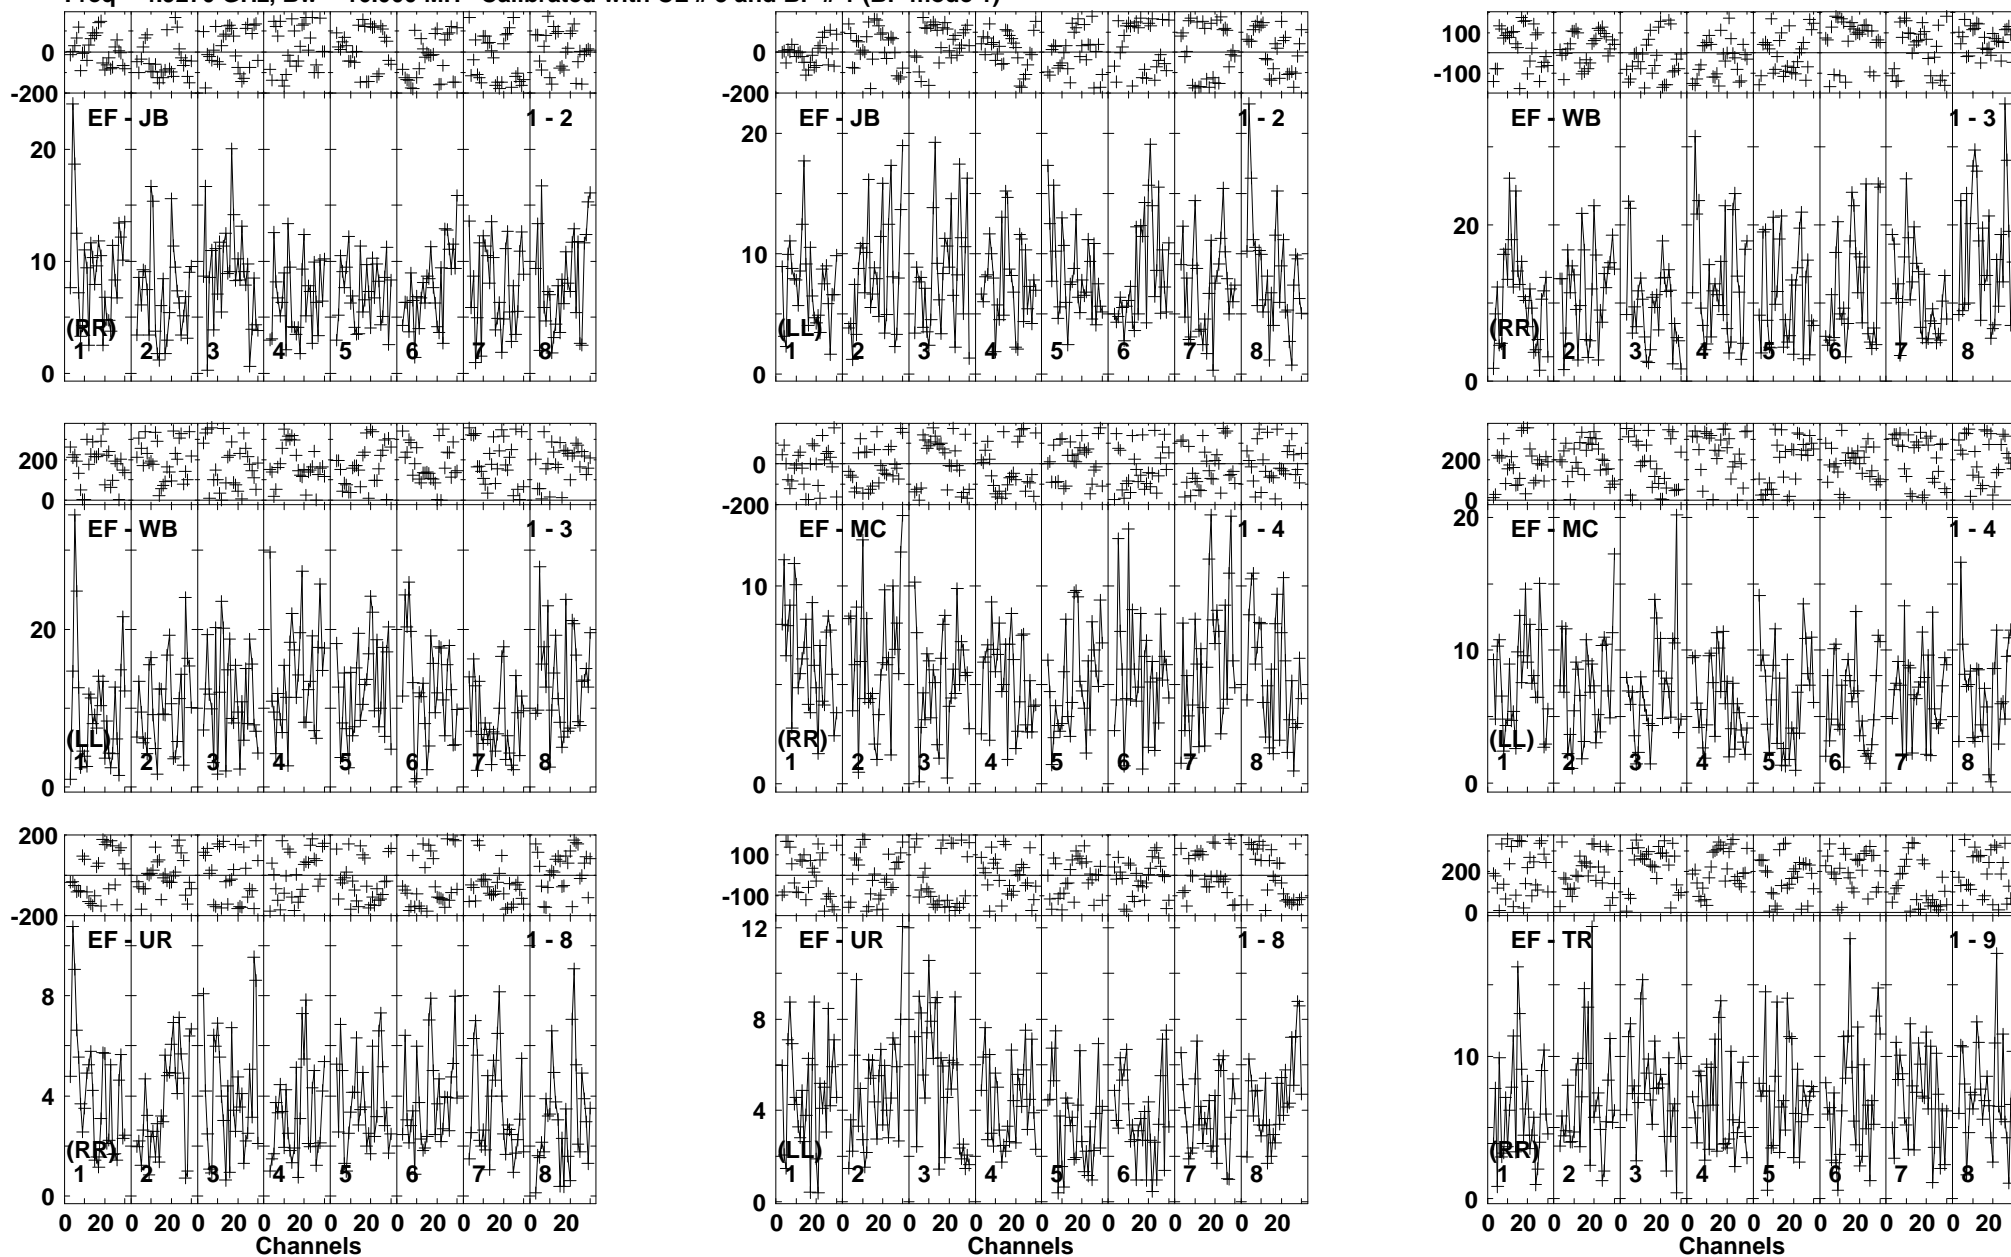 200 0 -200 EF - JB 1 - 2 20 10 0 (RR) 1 2 3 4 5 6 7 8
0 -200 EF - JB 1 - 2 20 10 0 (LL) 1 2 3 4 5 6 7 8
100 -100 EF - WB 1 - 3 20 0 (RR) 1 2 3 4 5 6 7 8
200 0 EF - WB 1 - 3 20 0 (LL) 1 2 3 4 5 6 7 8
0 -200 EF - MC 1 - 4 10 0 (RR) 1 2 3 4 5 6 7 8
200 0 EF - MC 1 - 4 20 10 0 (LL) 1 2 3 4 5 6 7 8
200 -200 EF - UR 1 - 8 8 4 0 (RR) 1 2 3 4 5 6 7 8
100 -100 EF - UR 1 - 8 12 8 4 0 (LL) 1 2 3 4 5 6 7 8
200 0 EF - TR 1 - 9 10 0 (RR) 1 2 3 4 5 6 7 8
0 20 0 20 0 20 0 20 0 20 0 20 0 20 0 20
0 20 0 20 0 20 0 20 0 20 0 20 0 20 0 20
0 20 0 20 0 20 0 20 0 20 0 20 0 20 0 20
Channels
Channels
Channels